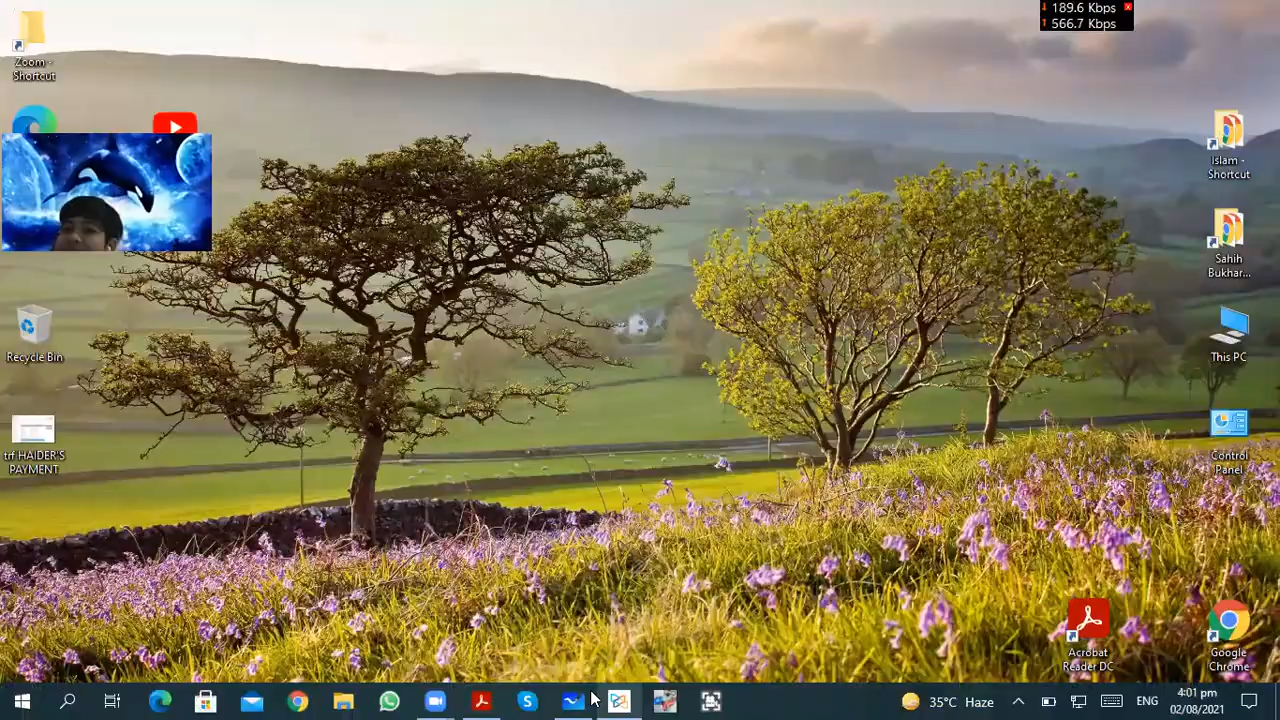 189.6 Kbps
566.7 Kbps
Zoom -
Shortcut
Islam -
Shortcut
Sahih
Bukhar...
Recycle Bin
This PC
trf HAIDER'S
PAYMENT
Control
Panel
Acrobat
Reader DC
Google
Chrome
35°C Haze
ENG
4:01 pm
02/08/2021